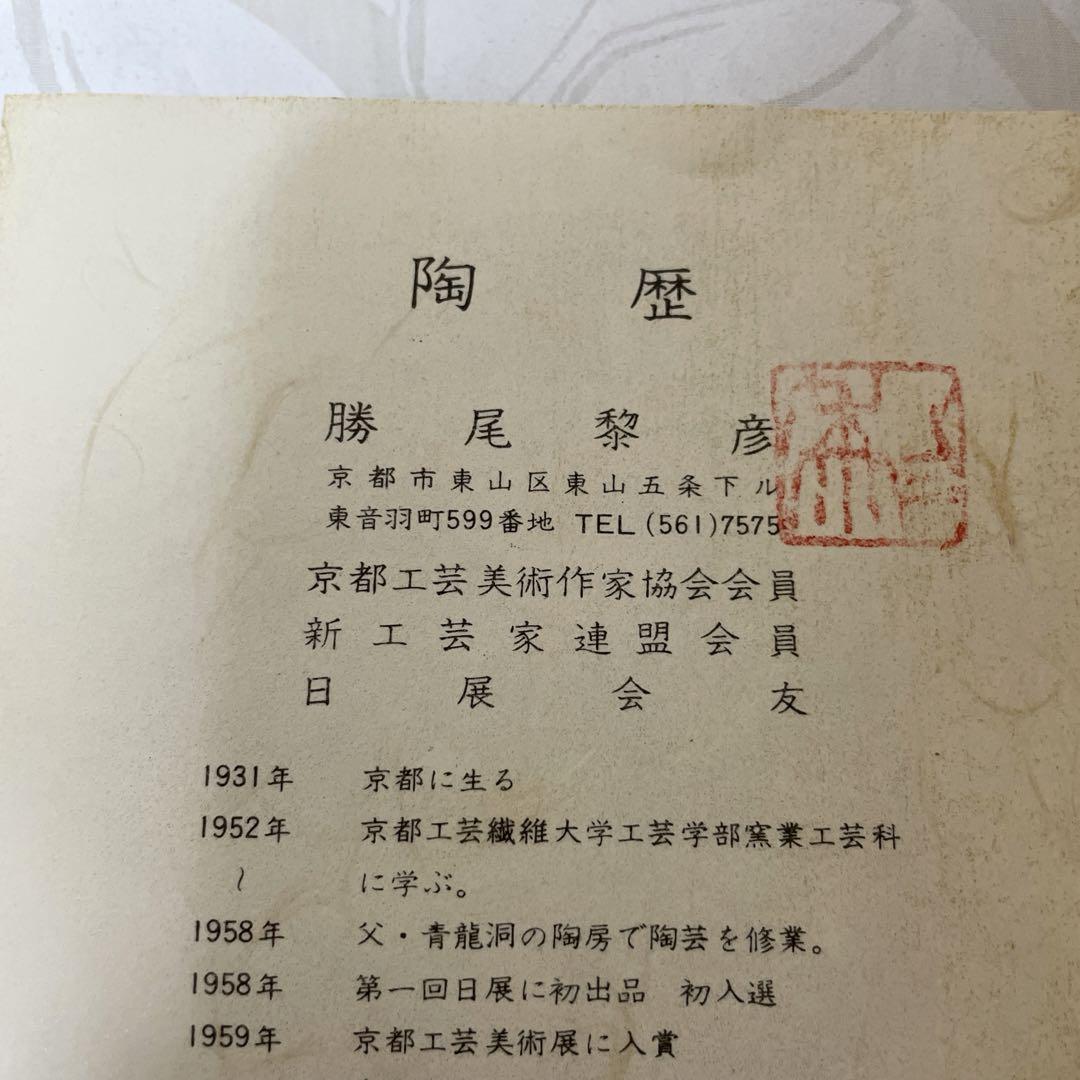 陶歴
勝尾黎彦
京都市東山区東山五条下ル
東音羽町599番地 TEL (561)7575
京都工芸美術作家協会会員
新工芸家連盟会員
日展会友
1931年 京都に生る
1952年 京都工芸繊維大学工芸学部窯業工芸科
〜 に学ぶ。
1958年 父・青龍洞の陶房で陶芸を修業。
1958年 第一回日展に初出品 初入選
1959年 京都工芸美術展に入賞